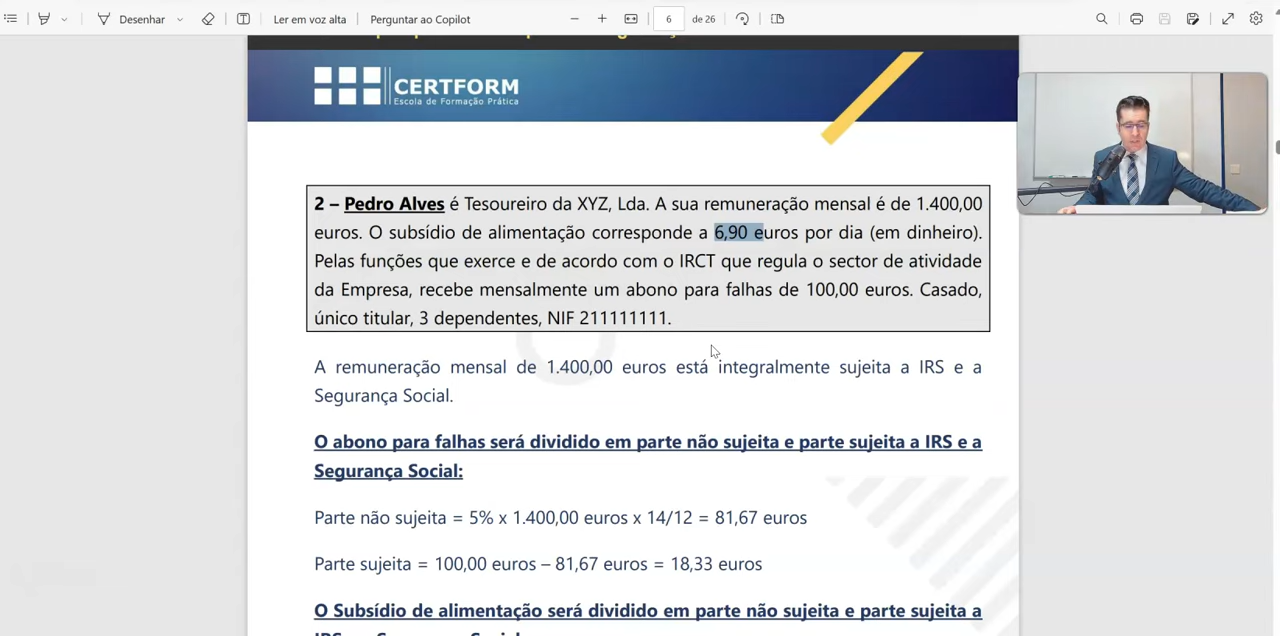 Desenhar
Ler em voz alta
Perguntar ao Copilot
6
de 26
CERTFORM
Escola de Formação Prática
2 – Pedro Alves é Tesoureiro da XYZ, Lda. A sua remuneração mensal é de 1.400,00
euros. O subsídio de alimentação corresponde a 6,90 euros por dia (em dinheiro).
Pelas funções que exerce e de acordo com o IRCT que regula o sector de atividade
da Empresa, recebe mensalmente um abono para falhas de 100,00 euros. Casado,
único titular, 3 dependentes, NIF 211111111.
A remuneração mensal de 1.400,00 euros está integralmente sujeita a IRS e a
Segurança Social.
O abono para falhas será dividido em parte não sujeita e parte sujeita a IRS e a
Segurança Social:
Parte não sujeita = 5% x 1.400,00 euros x 14/12 = 81,67 euros
Parte sujeita = 100,00 euros – 81,67 euros = 18,33 euros
O Subsídio de alimentação será dividido em parte não sujeita e parte sujeita a